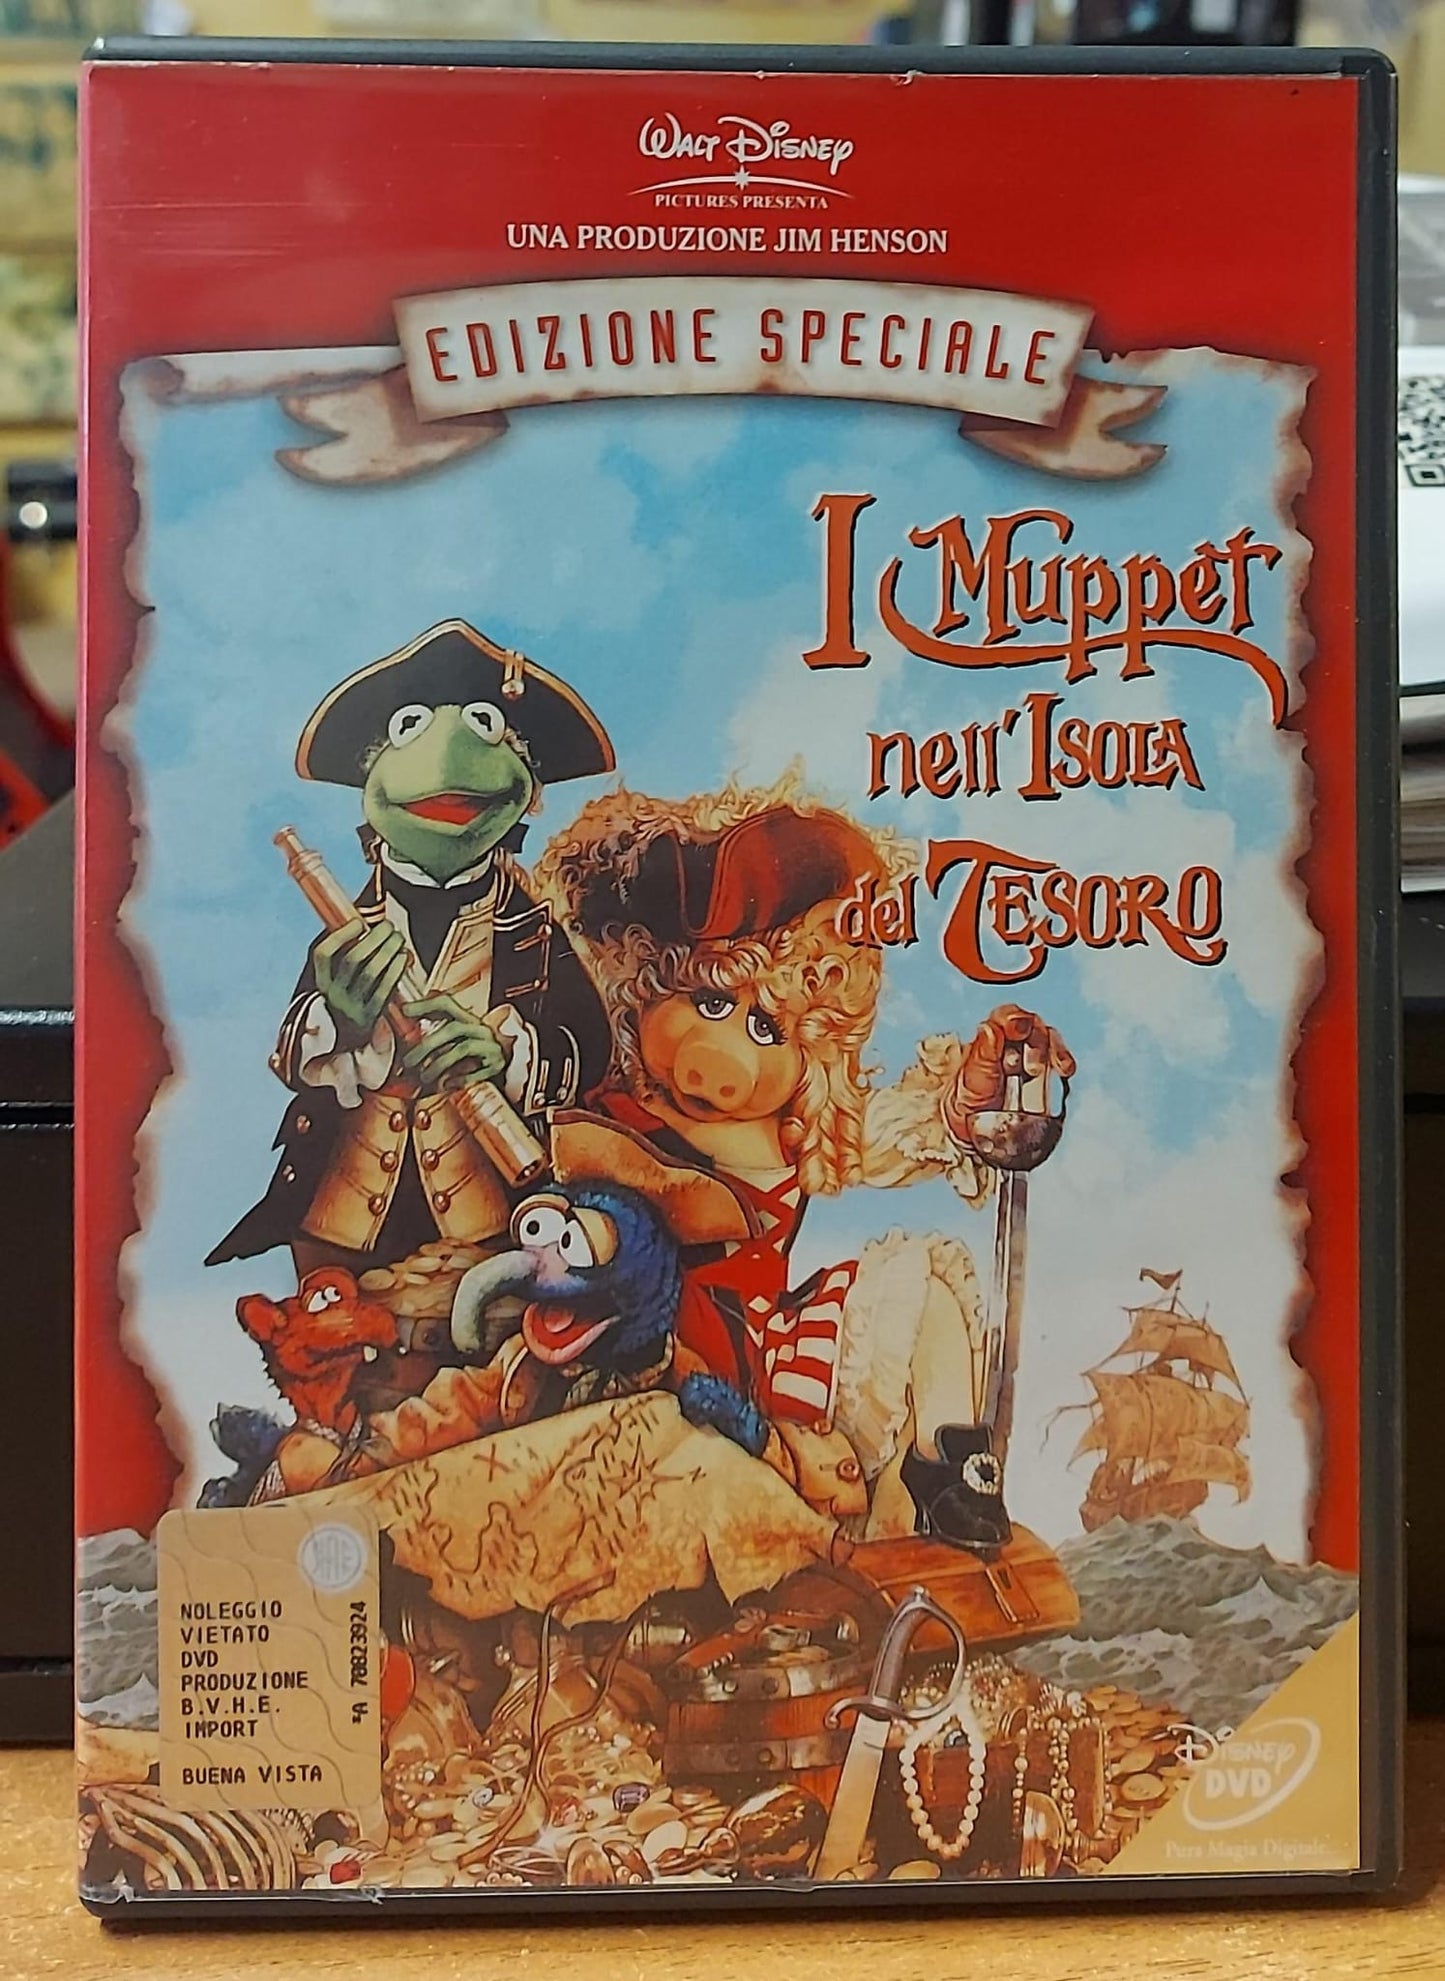 WALT DISNEY
PICTURES PRESENTA
UNA PRODUZIONE JIM HENSON
EDIZIONE SPECIALE
I MUPPET
nell'ISOLA
del TESORO
N
NOLEGGIO
VIETATO
DVD
PRODUZIONE
B.V.H.E.
IMPORT
BUENA VISTA
*A 70823924
DISNEY
DVD
Pura Magia Digitale.